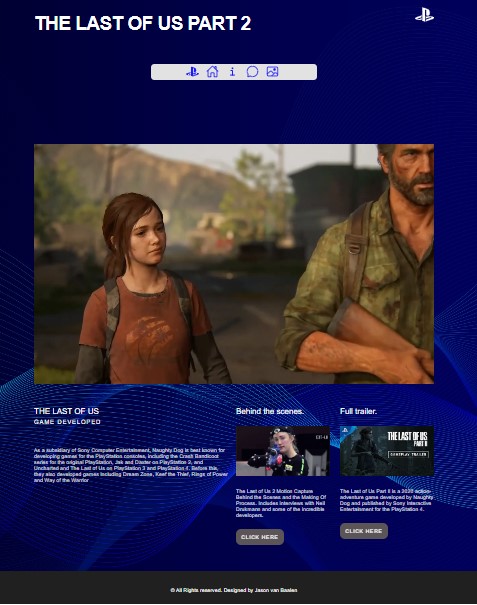 THE LAST OF US PART 2
THE LAST OF US
GAME DEVELOPED
As a subsidiary of Sony Computer Entertainment, Naughty Dog is best known for
developing games for the PlayStation consoles, including the Crash Bandicoot
series for the original PlayStation, Jak and Daxter on PlayStation 2, and
Uncharted and The Last of Us on PlayStation 3 and PlayStation 4. Before this,
they also developed games including Dream Zone, Keef the Thief, Rings of Power
and Way of the Warrior
Behind the scenes.
The Last of Us 2 Motion Capture
Behind the Scenes and the Making Of
Process. Includes interviews with Neil
Druckmann and some of the incredible
developers.
CLICK HERE
Full trailer.
THE LAST OF US
PART II
GAMEPLAY TRAILER
The Last of Us Part II is a 2020 action-
adventure game developed by Naughty
Dog and published by Sony Interactive
Entertainment for the PlayStation 4.
CLICK HERE
© All Rights reserved. Designed by Jason van Baalen